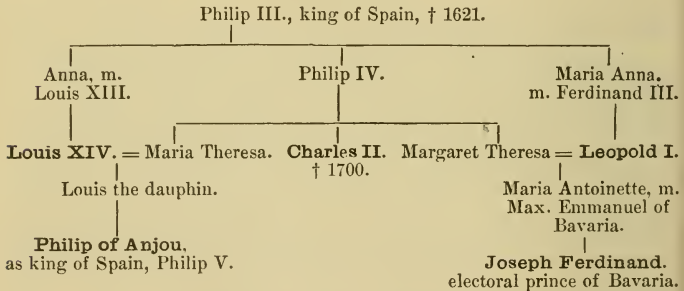 Philip III., king of Spain, † 1621.
Anna, m. Philip IV. Maria Anna.
Louis XIII. m. Ferdinand III.
Louis XIV. = Maria Theresa. Charles II. Margaret Theresa = Leopold I.
† 1700.
Louis the dauphin. Maria Antoinette, m.
Max. Emmanuel of
Bavaria.
Philip of Anjou,
as king of Spain, Philip V. Joseph Ferdinand.
electoral prince of Bavaria.